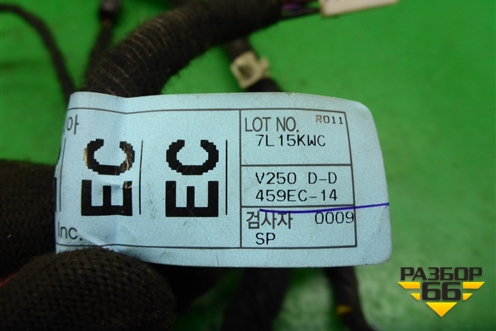 아
EC
EC
Inc.
LOT NO. R011
7L15KWC
V250 D-D
459EC-14
검사자 0009
SP
РАЗБОР
66